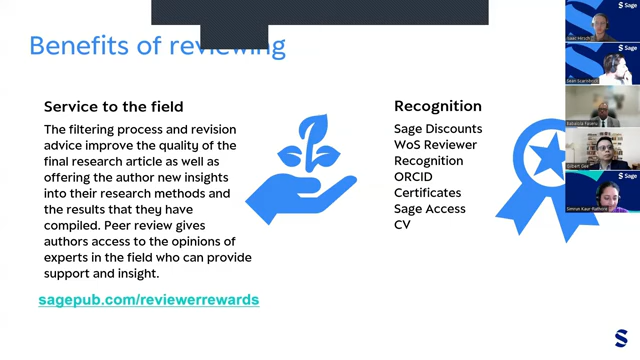 Benefits of reviewing
Service to the field
The filtering process and revision
advice improve the quality of the
final research article as well as
offering the author new insights
into their research methods and
the results that they have
compiled. Peer review gives
authors access to the opinions of
experts in the field who can provide
support and insight.
sagepub.com/reviewerrewards
Recognition
Sage Discounts
WoS Reviewer
Recognition
ORCID
Certificates
Sage Access
CV
Sage
Sage
Gilbert Gee
Sage
Simran Kaur-Rathore